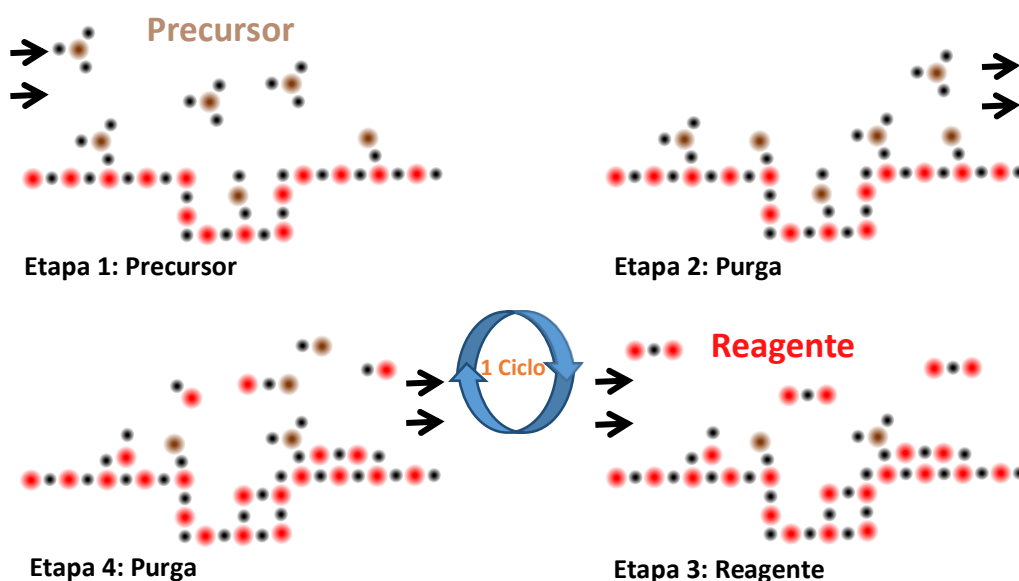 Precursor
Etapa 1: Precursor
Etapa 2: Purga
1 Ciclo
Reagente
Etapa 4: Purga
Etapa 3: Reagente